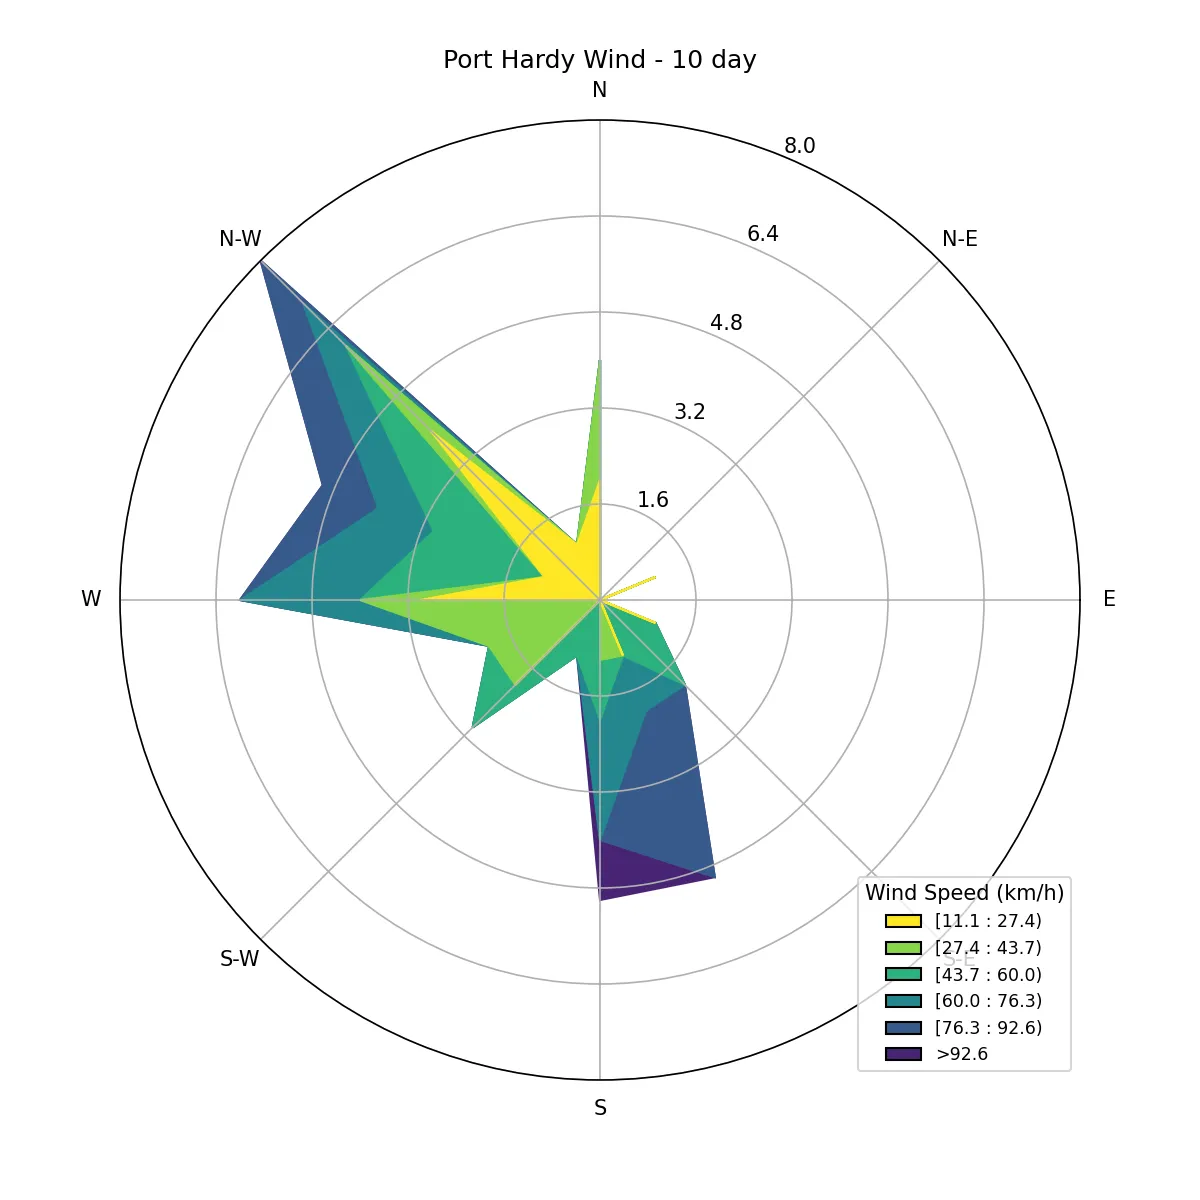 Port Hardy Wind - 10 day
N
8.0
N-W
6.4
N-E
4.8
3.2
1.6
W
E
Wind Speed (km/h)
[11.1 : 27.4)
[27.4 : 43.7)
S-W
S-E
[43.7 : 60.0)
[60.0 : 76.3)
[76.3 : 92.6)
>92.6
S